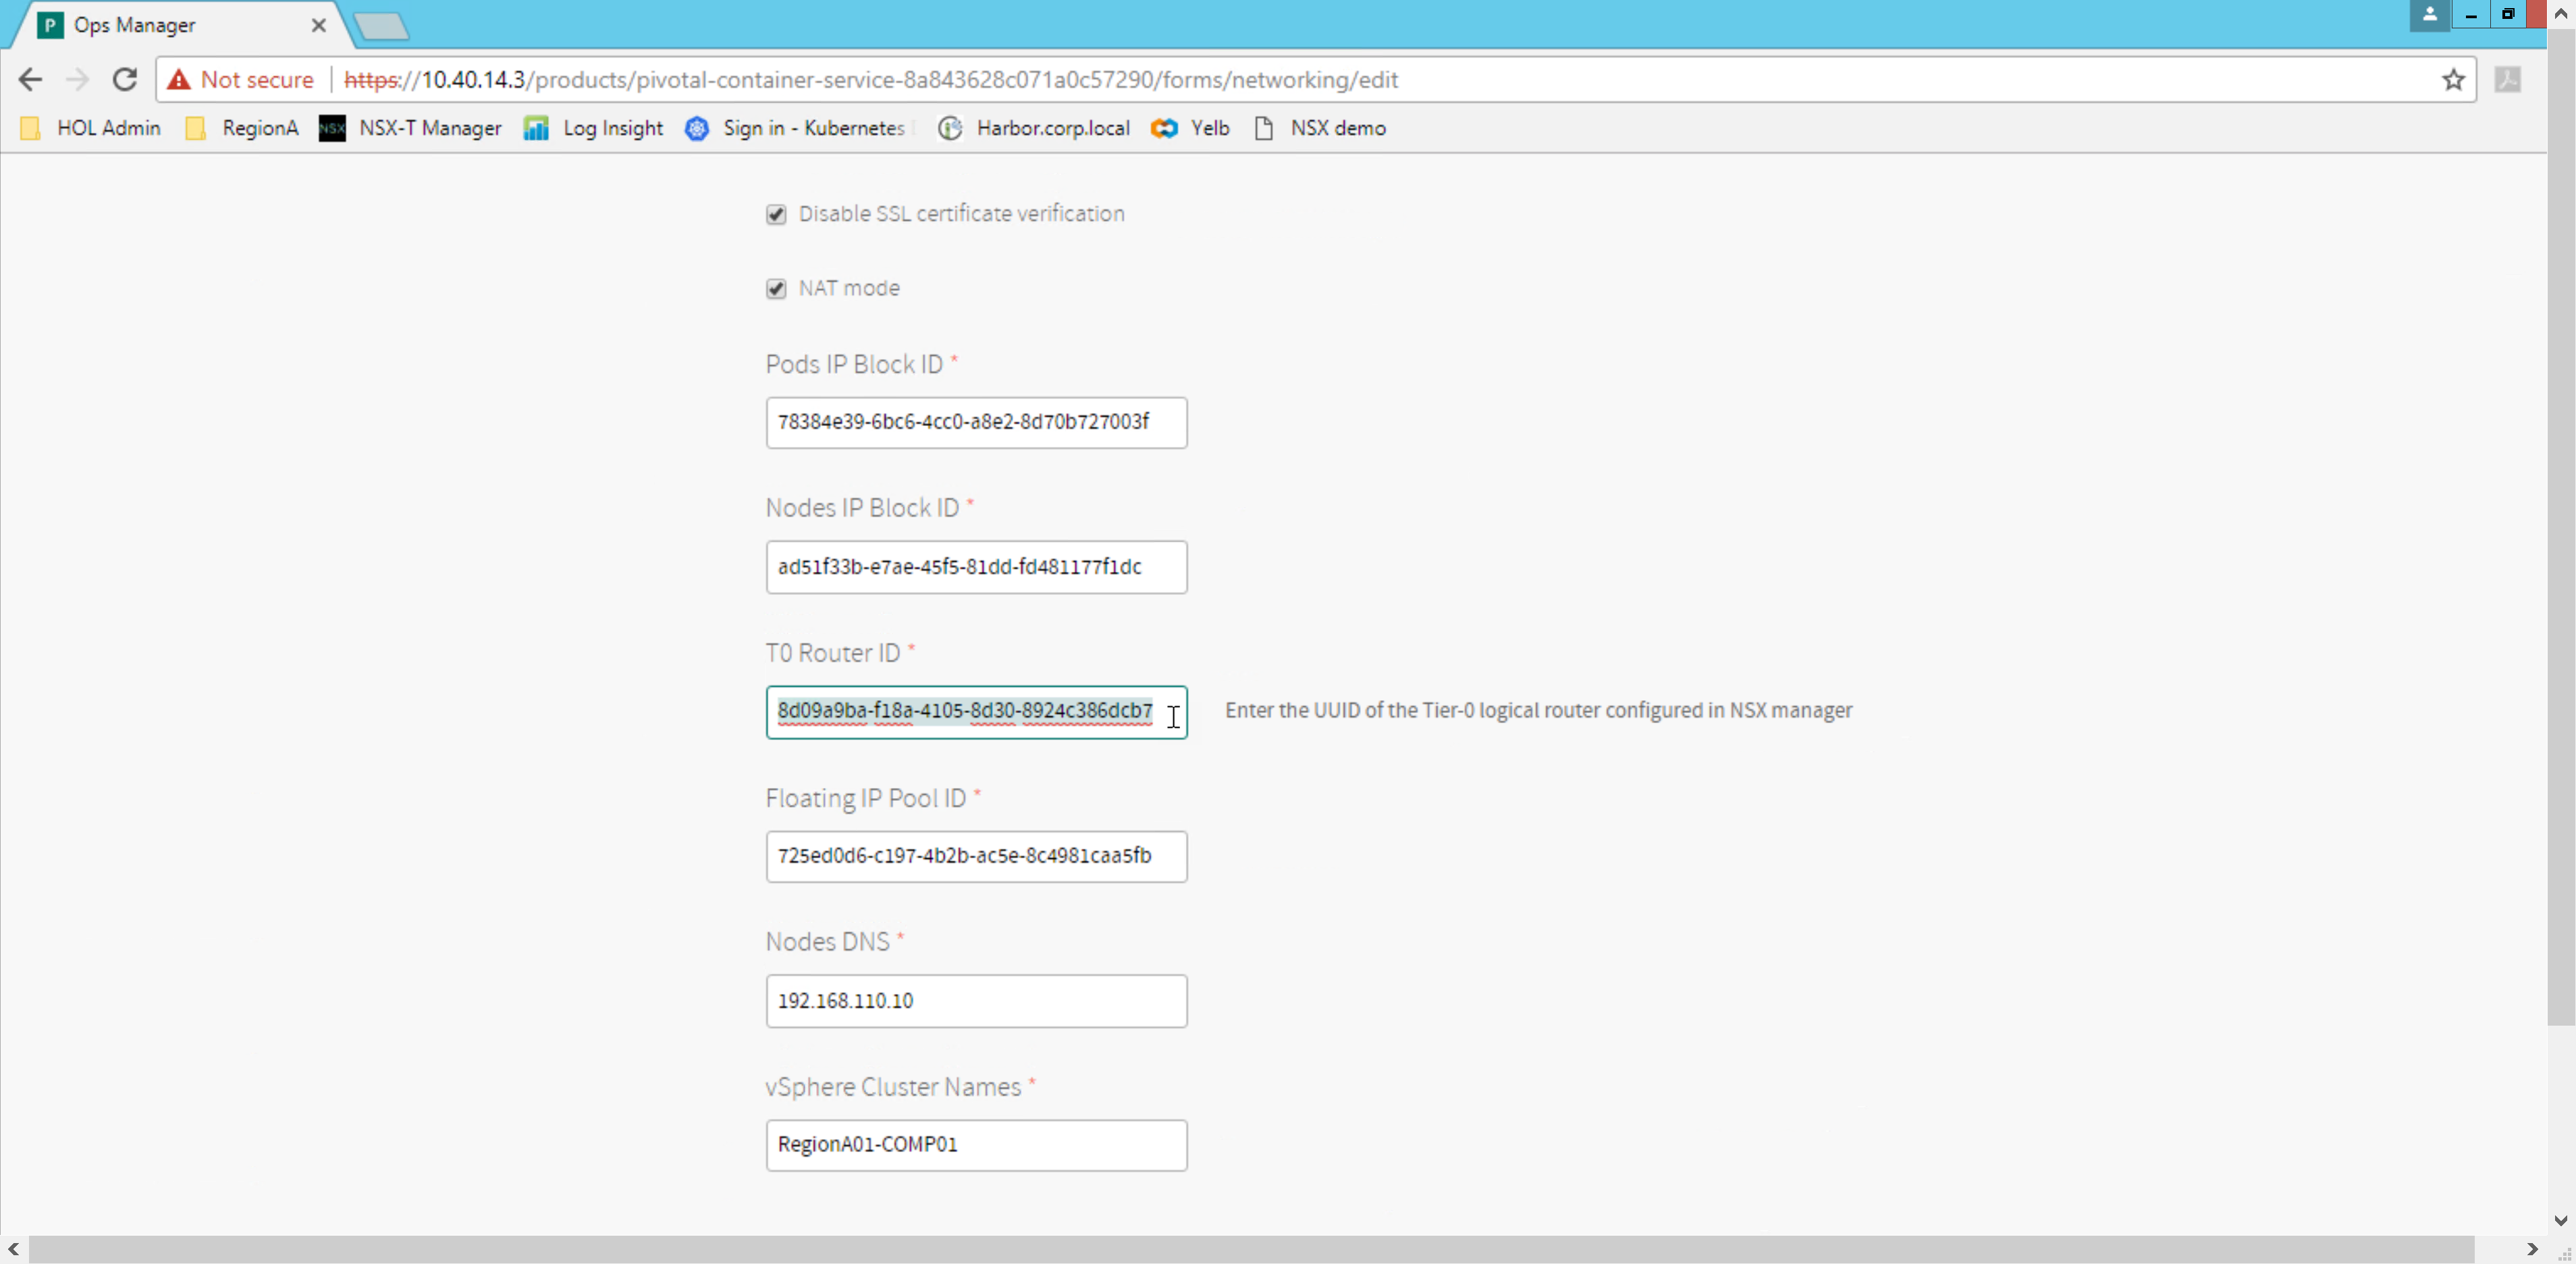 P Ops Manager
Not secure https://10.40.14.3/products/pivotal-container-service-8a843628c071a0c57290/forms/networking/edit
HOL Admin RegionA NSX NSX-T Manager Log Insight Sign in - Kubernetes Harbor.corp.local Yelb NSX demo
Disable SSL certificate verification
NAT mode
Pods IP Block ID *
78384e39-6bc6-4cc0-a8e2-8d70b727003f
Nodes IP Block ID *
ad51f33b-e7ae-45f5-81dd-fd481177f1dc
T0 Router ID *
8d09a9ba-f18a-4105-8d30-8924c386dcb7 Enter the UUID of the Tier-0 logical router configured in NSX manager
Floating IP Pool ID *
725ed0d6-c197-4b2b-ac5e-8c4981caa5fb
Nodes DNS *
192.168.110.10
vSphere Cluster Names *
RegionA01-COMP01